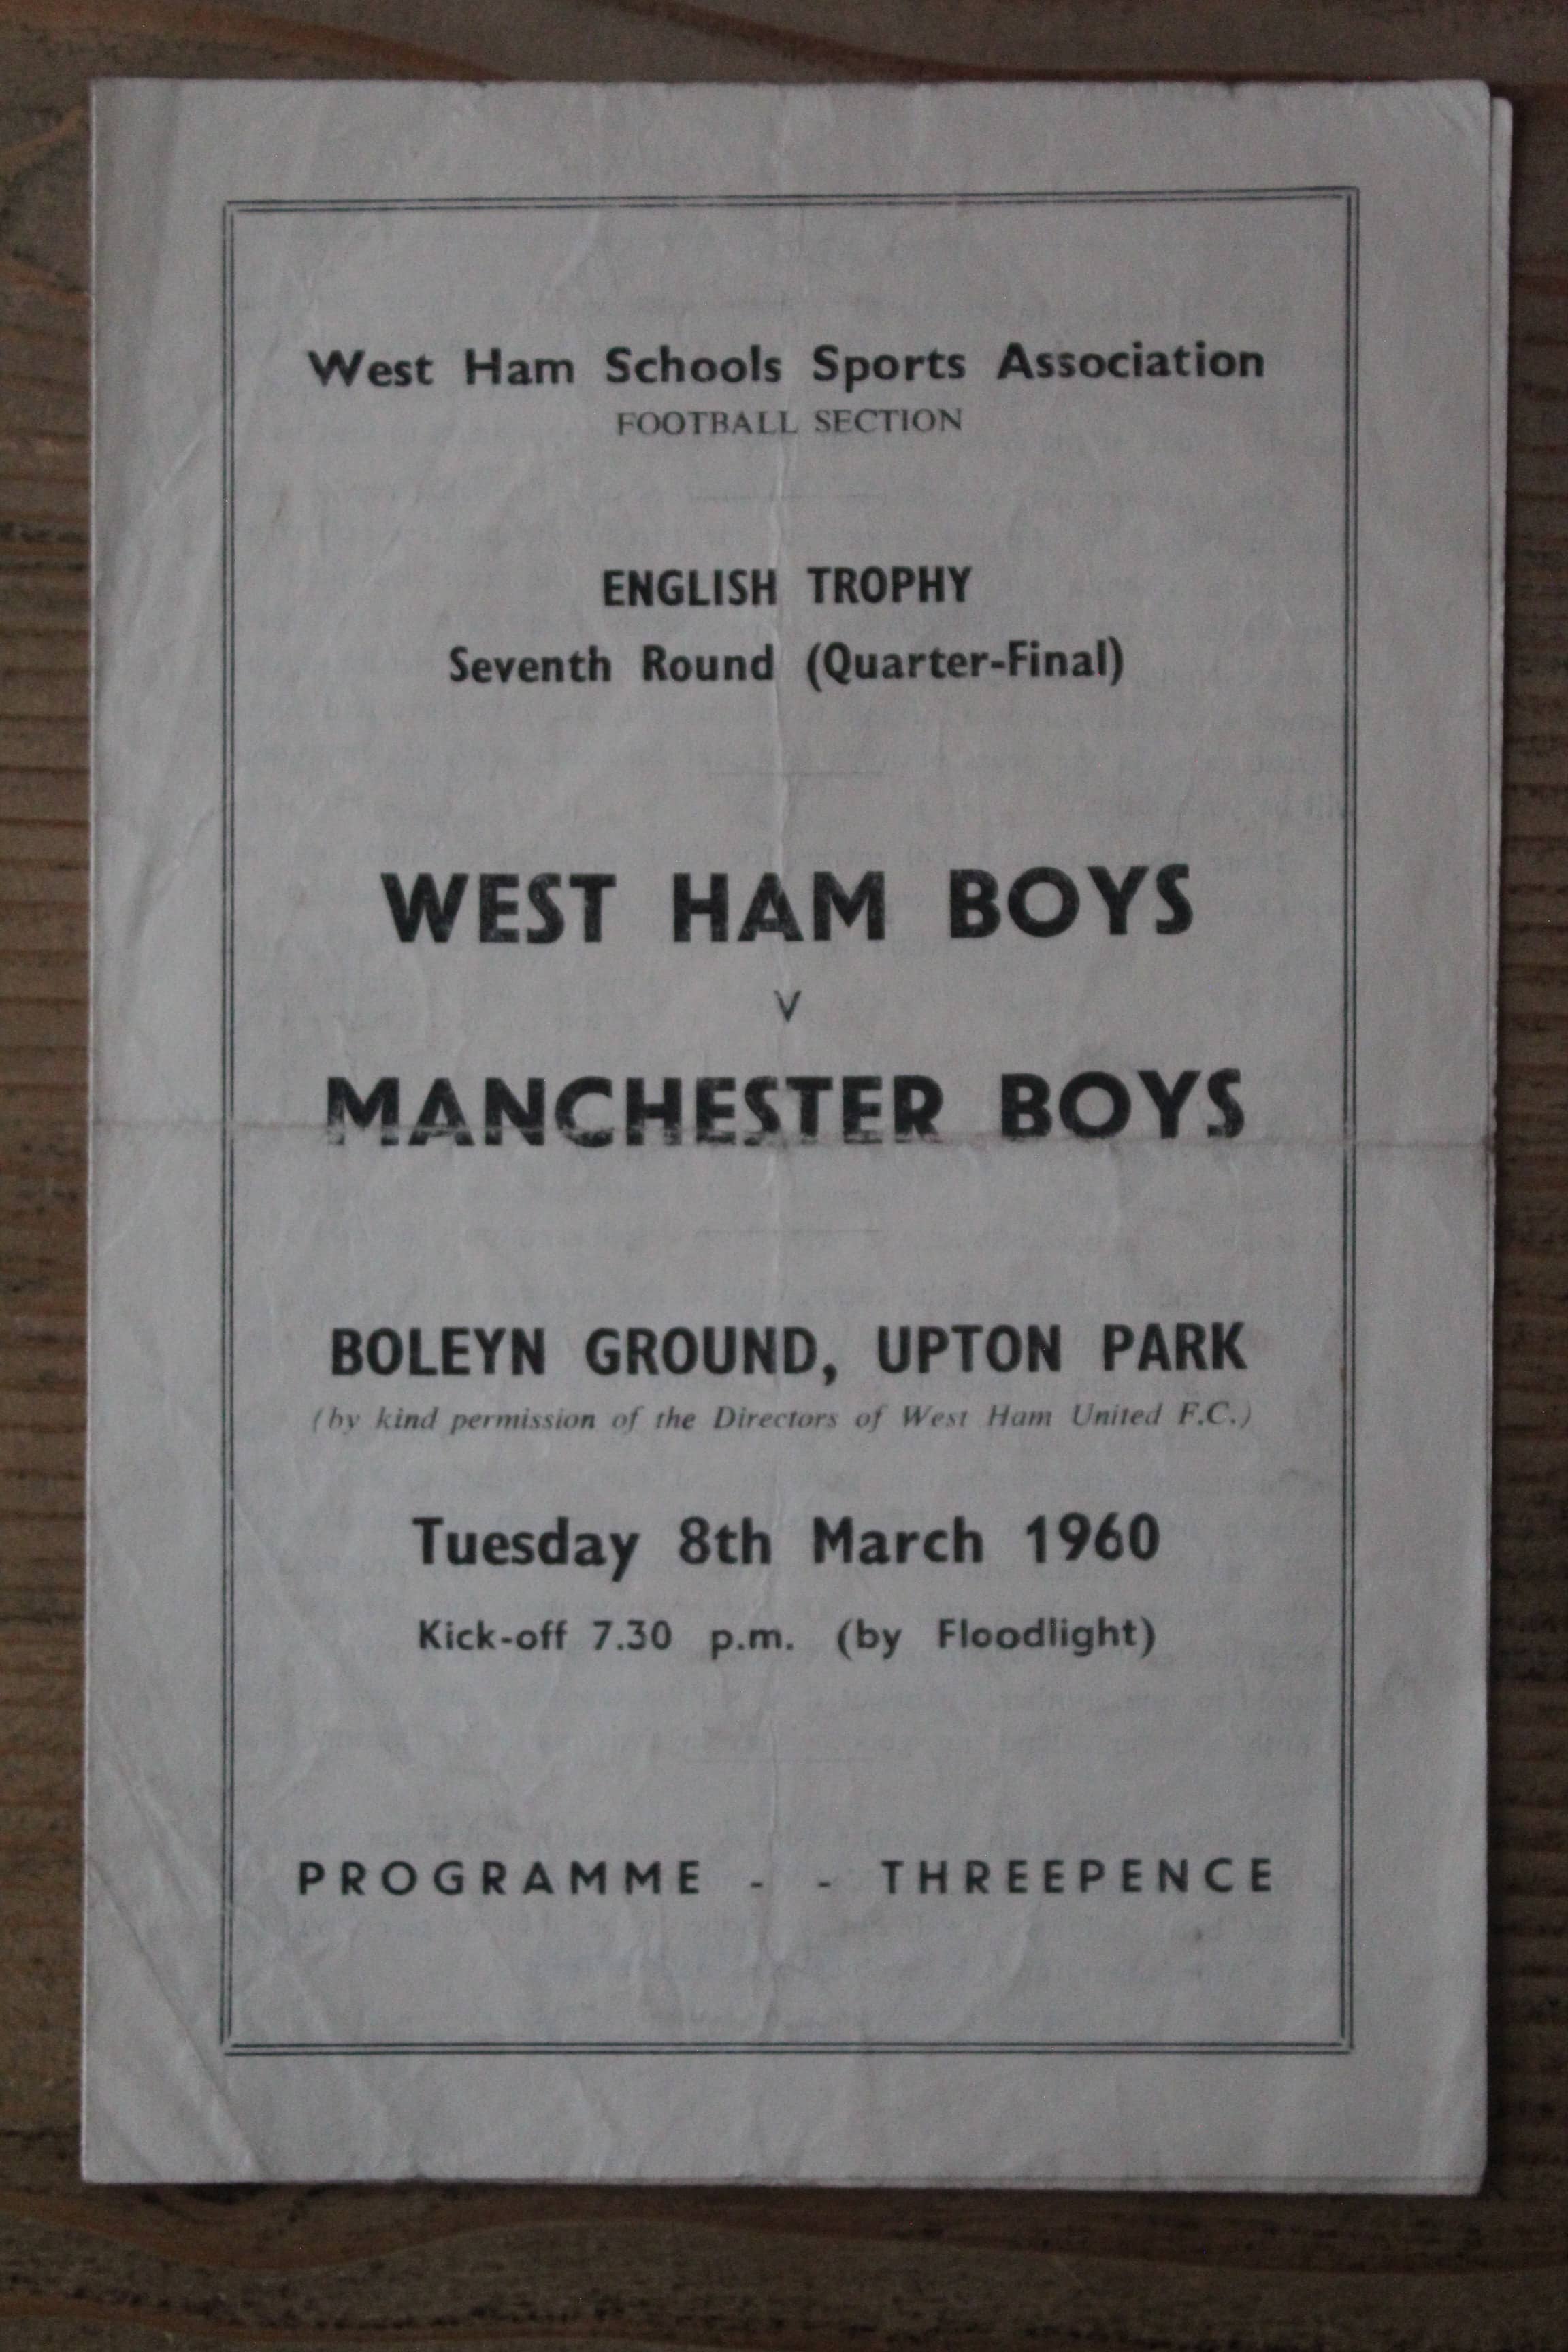 West Ham Schools Sports Association
FOOTBALL SECTION
ENGLISH TROPHY
Seventh Round (Quarter-Final)
WEST HAM BOYS
V
MANCHESTER BOYS
BOLEYN GROUND, UPTON PARK
(by kind permission of the Directors of West Ham United F.C.)
Tuesday 8th March 1960
Kick-off 7.30 p.m. (by Floodlight)
PROGRAMME - - THREEPENCE